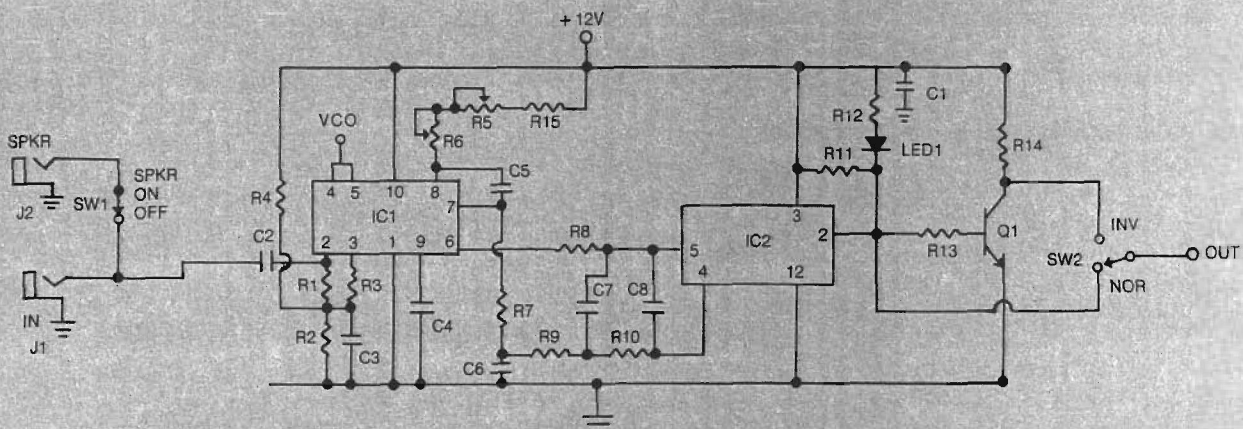 + 12V
SPKR
J2
SW1
SPKR
ON
OFF
IN
J1
R4
C2
VCO
4 5 10 8
7
IC1
2 3 1 9 6
R1
R3
R2
C3
C4
R6
R5
R15
C5
R7
C6
R8
R9
R10
C7
C8
3
5
IC2
2
4
12
R11
R12
LED1
C1
R13
R14
Q1
INV
SW2
NOR
OUT